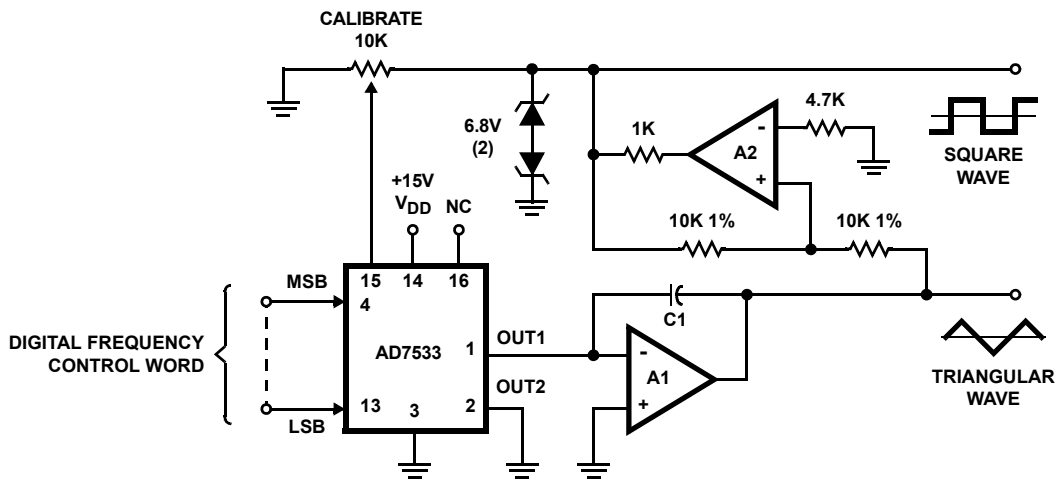 CALIBRATE
10K
6.8V
(2)
1K
4.7K
-
A2
+
SQUARE
WAVE
+15V
VDD
NC
10K 1%
10K 1%
15
14
16
MSB
4
C1
DIGITAL FREQUENCY
CONTROL WORD
AD7533
1
OUT1
-
A1
+
OUT2
TRIANGULAR
WAVE
13
3
2
LSB